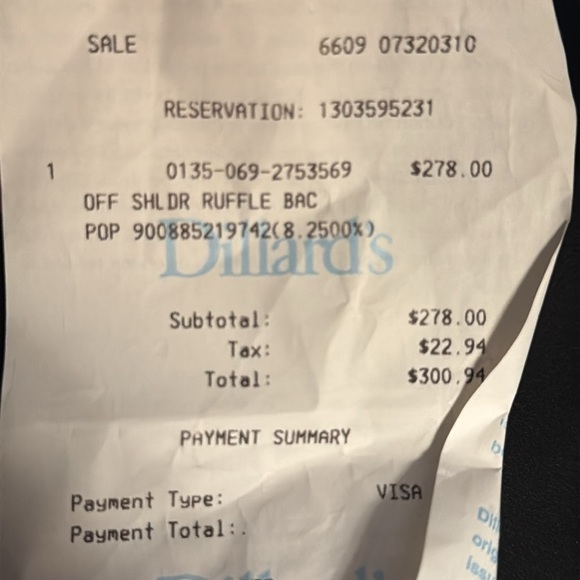 SALE 6609 07320310
RESERVATION: 1303595231
1 0135-069-2753569 $278.00
OFF SHLDR RUFFLE BAC
POP 900885219742(8.2500%)
Dillard's
Subtotal: $278.00
Tax: $22.94
Total: $300.94
PAYMENT SUMMARY
Payment Type: VISA
Payment Total:.